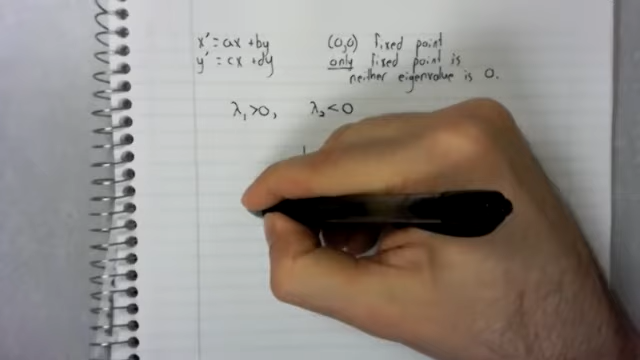 x' = ax + by
y' = cx + dy
(0,0) fixed point
only fixed point is
neither eigenvalue is 0.
λ₁>0, λ₂<0